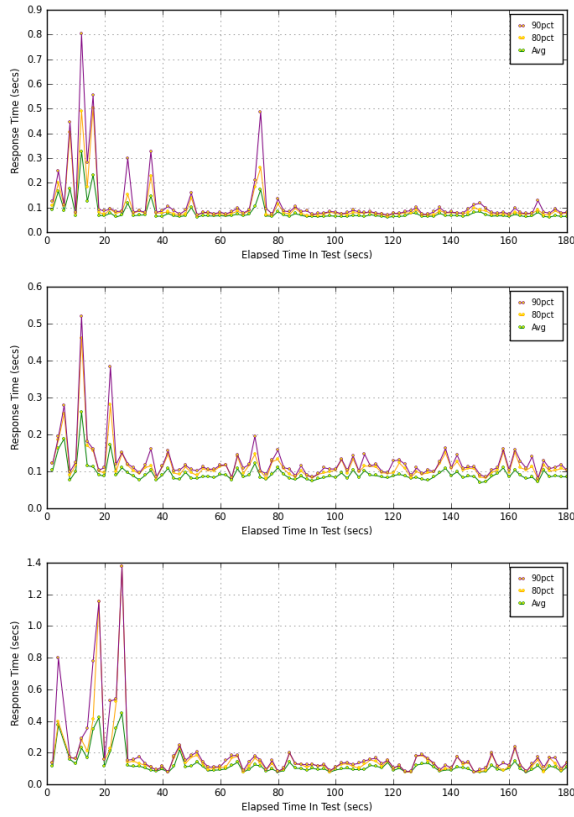 0.9
0.8
0.7
0.6
0.5
0.4
0.3
0.2
0.1
0.0
Response Time (secs)
90pct
80pct
Avg
0 20 40 60 80 100 120 140 160 180
Elapsed Time In Test (secs)
0.6
0.5
0.4
0.3
0.2
0.1
0.0
Response Time (secs)
90pct
80pct
Avg
0 20 40 60 80 100 120 140 160 180
Elapsed Time In Test (secs)
1.4
1.2
1.0
0.8
0.6
0.4
0.2
0.0
Response Time (secs)
90pct
80pct
Avg
0 20 40 60 80 100 120 140 160 180
Elapsed Time In Test (secs)